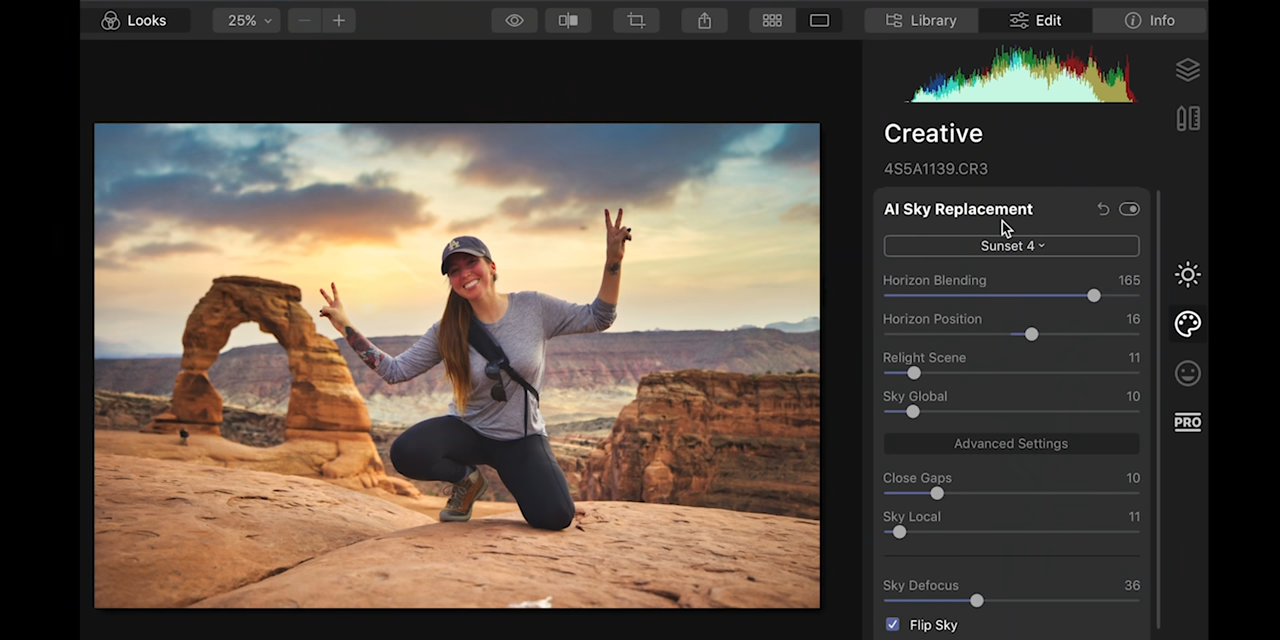 Looks
25%
Library
Edit
Info
Creative
4S5A1139.CR3
AI Sky Replacement
Sunset 4
Horizon Blending 165
Horizon Position 16
Relight Scene 11
Sky Global 10
Advanced Settings
Close Gaps 10
Sky Local 11
PRO
Sky Defocus 36
Flip Sky
LA